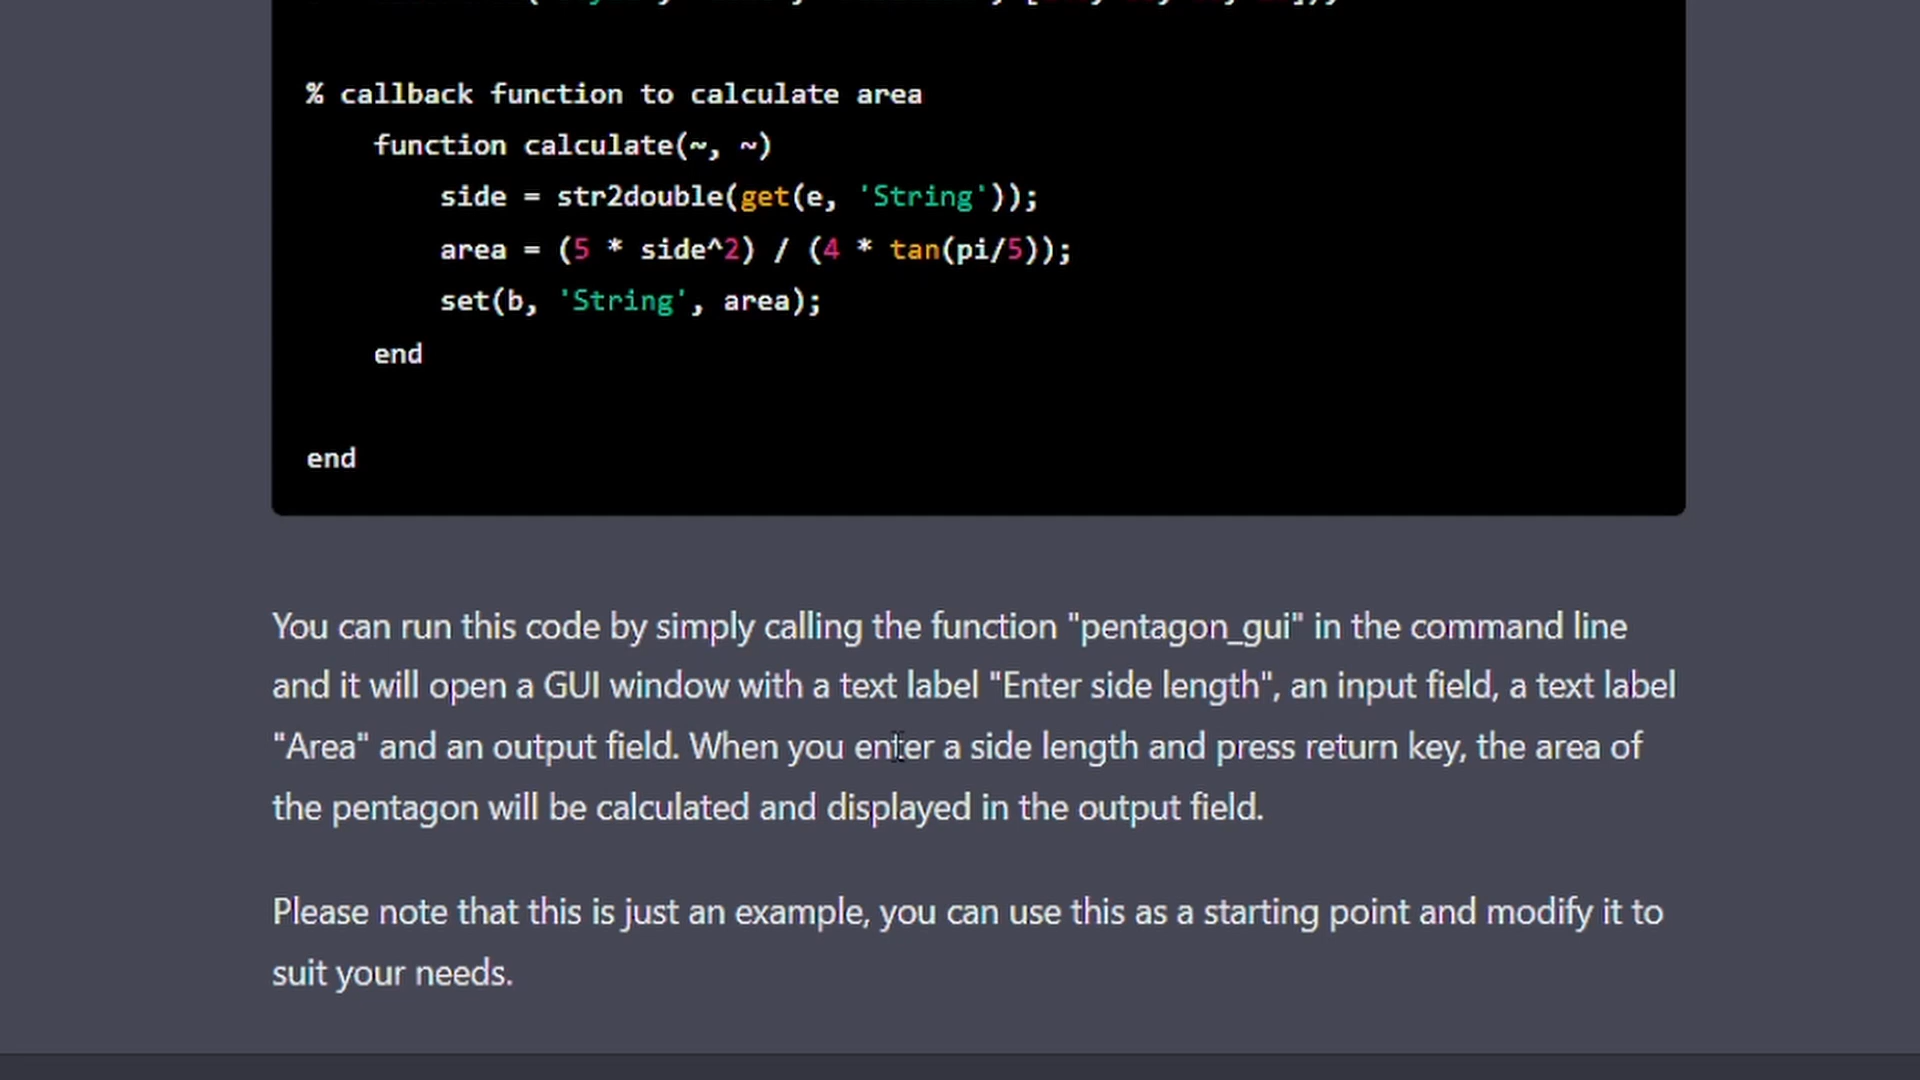 % callback function to calculate area
function calculate(~, ~)
side = str2double(get(e, 'String'));
area = (5 * side^2) / (4 * tan(pi/5));
set(b, 'String', area);
end
end
You can run this code by simply calling the function "pentagon_gui" in the command line
and it will open a GUI window with a text label "Enter side length", an input field, a text label
"Area" and an output field. When you enter a side length and press return key, the area of
the pentagon will be calculated and displayed in the output field.
Please note that this is just an example, you can use this as a starting point and modify it to
suit your needs.